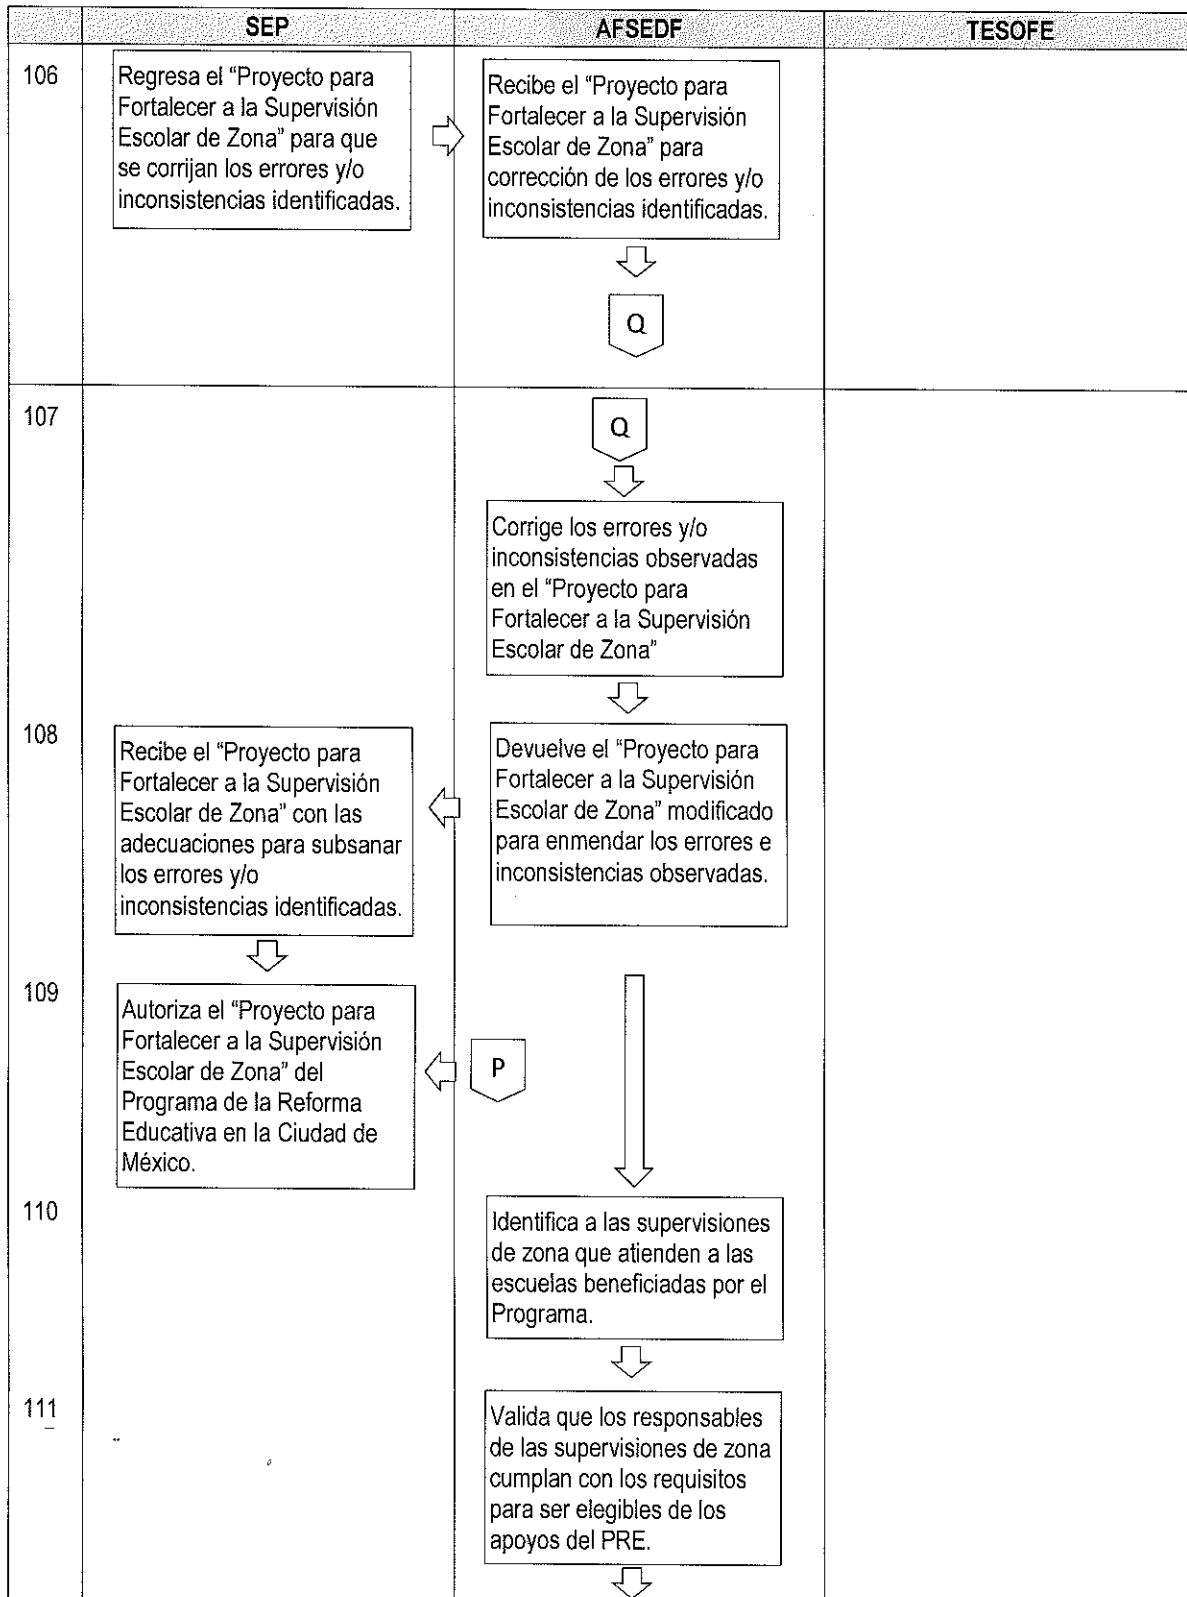 SEP AFSEDF TESOFE
106
Regresa el “Proyecto para
Fortalecer a la Supervisión
Escolar de Zona” para que
se corrijan los errores y/o
inconsistencias identificadas.
Recibe el “Proyecto para
Fortalecer a la Supervisión
Escolar de Zona” para
corrección de los errores y/o
inconsistencias identificadas.
Q
107
Q
Corrige los errores y/o
inconsistencias observadas
en el “Proyecto para
Fortalecer a la Supervisión
Escolar de Zona”
108
Recibe el “Proyecto para
Fortalecer a la Supervisión
Escolar de Zona” con las
adecuaciones para subsanar
los errores y/o
inconsistencias identificadas.
Devuelve el “Proyecto para
Fortalecer a la Supervisión
Escolar de Zona” modificado
para enmendar los errores e
inconsistencias observadas.
109
Autoriza el “Proyecto para
Fortalecer a la Supervisión
Escolar de Zona” del
Programa de la Reforma
Educativa en la Ciudad de
México.
P
110
Identifica a las supervisiones
de zona que atienden a las
escuelas beneficiadas por el
Programa.
111
Valida que los responsables
de las supervisiones de zona
cumplan con los requisitos
para ser elegibles de los
apoyos del PRE.